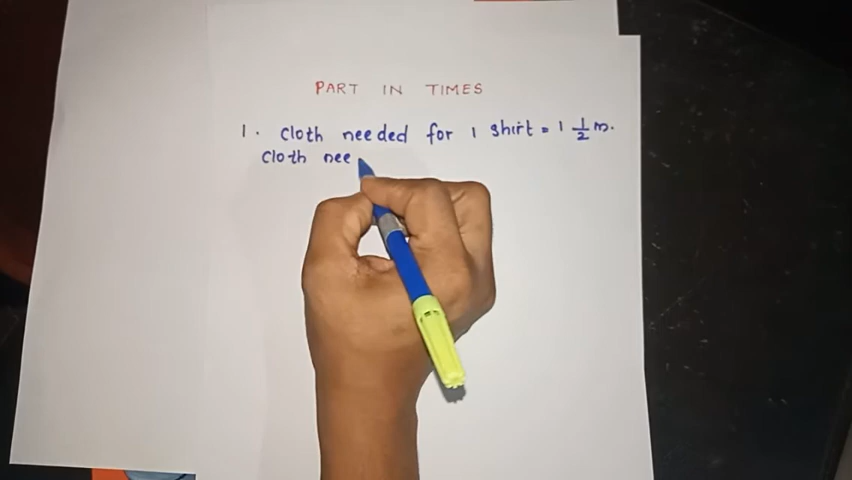 PART IN TIMES
1. Cloth needed for 1 shirt = 1 1/2 m.
cloth nee